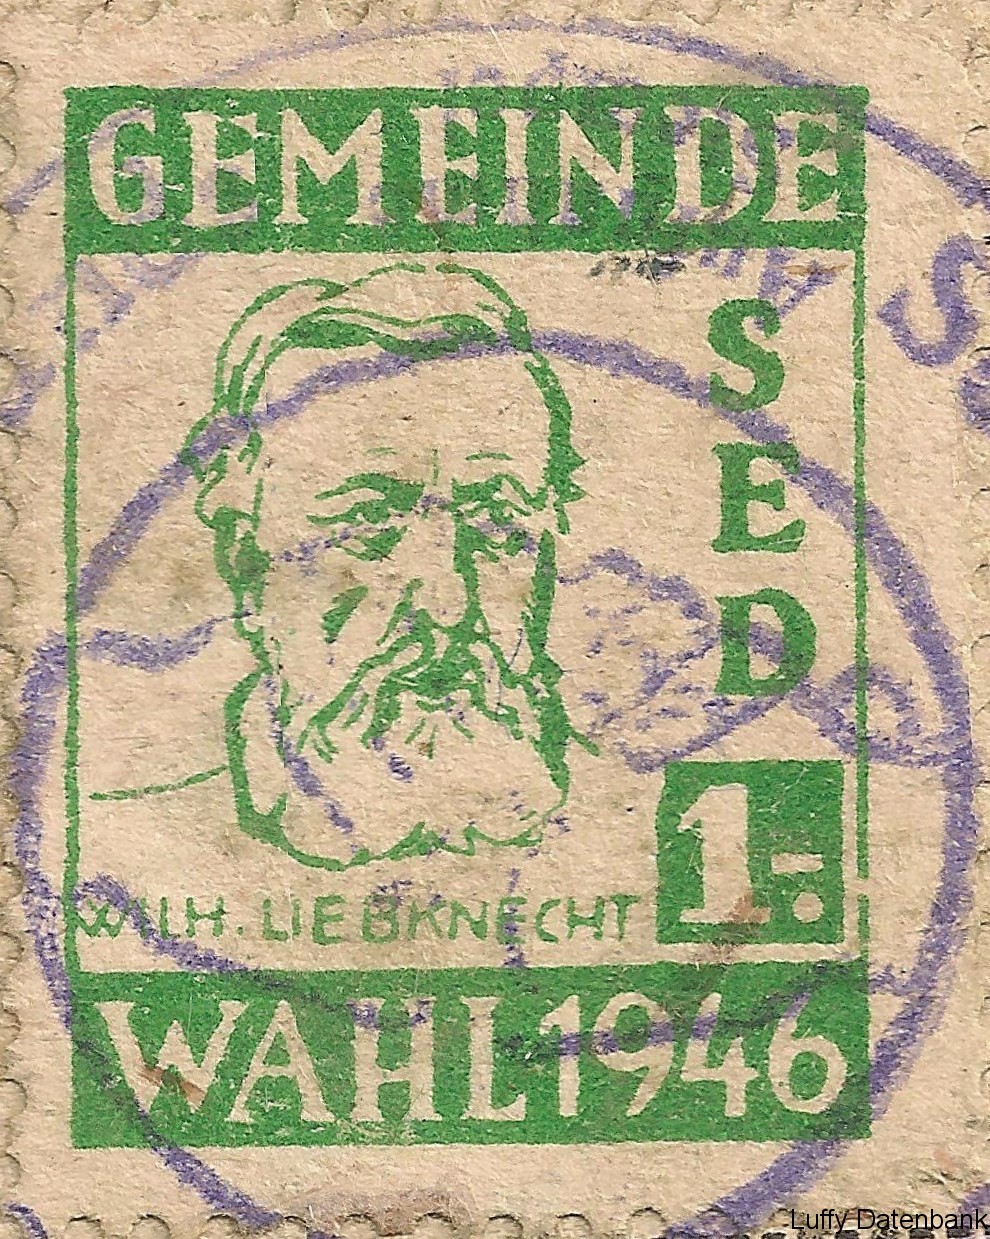 GEMEINDE
SED
WILH. LIEBKNECHT
1.-
WAHL 1946
Luffy Datenbank